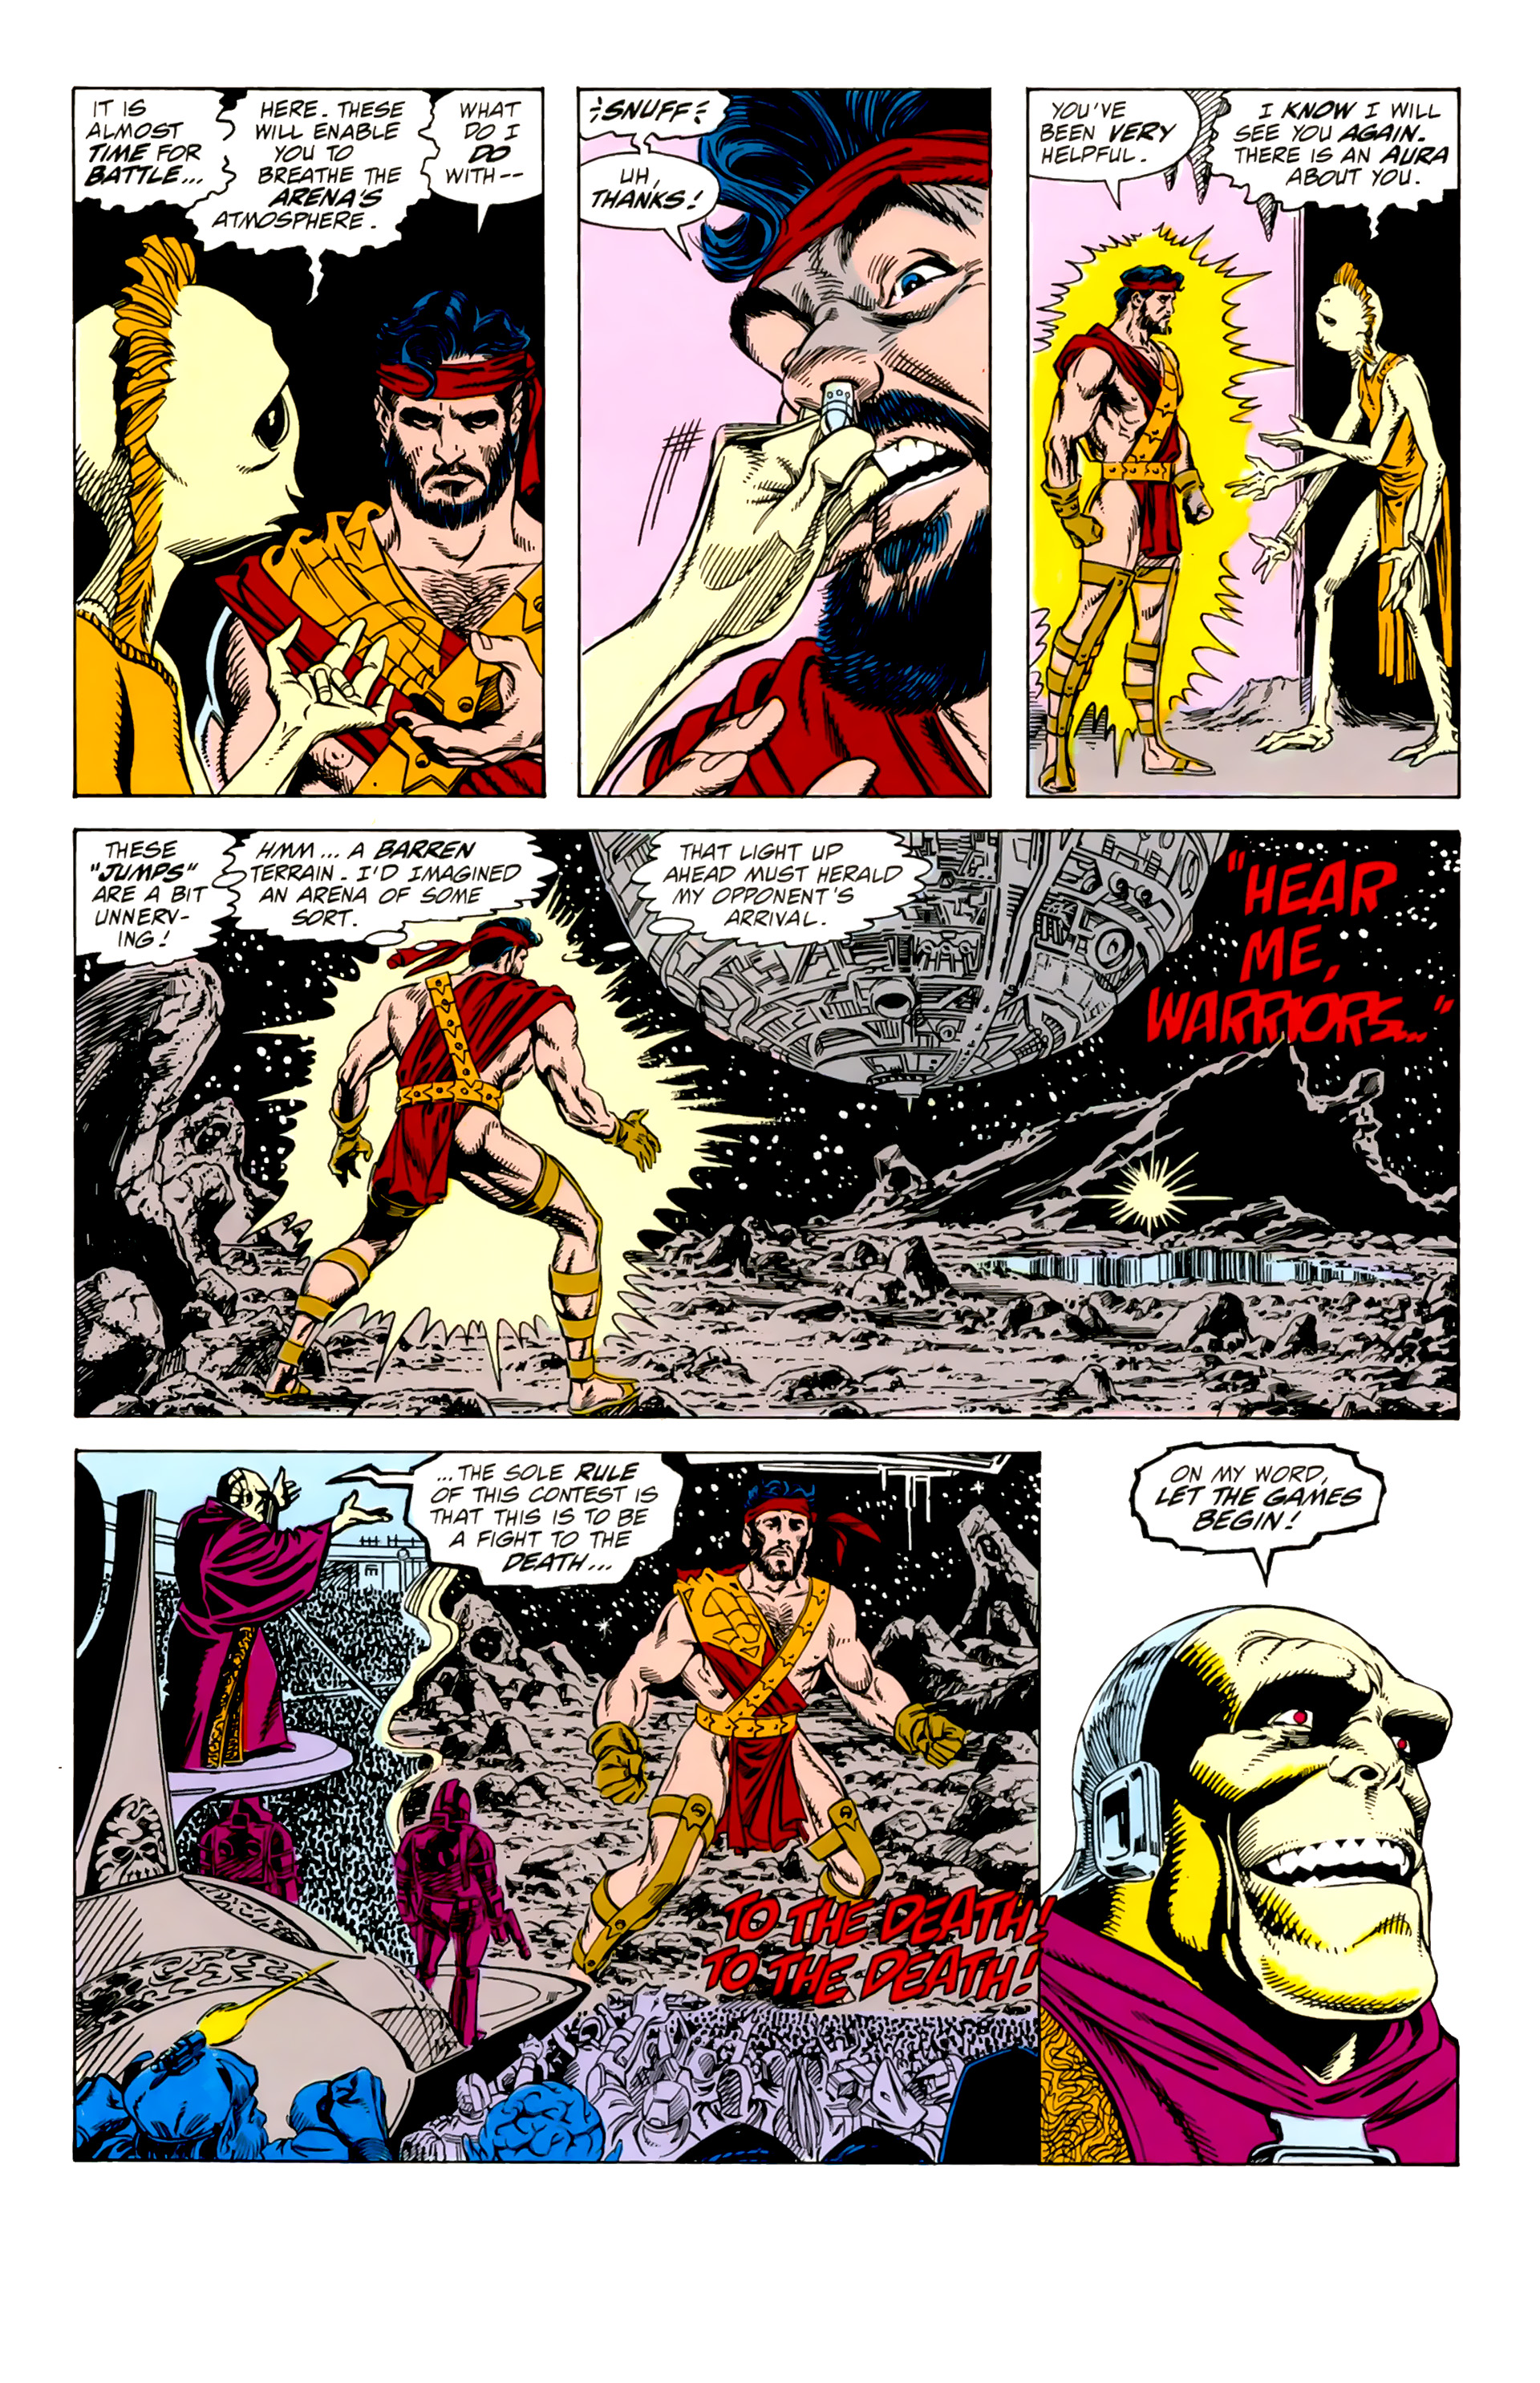 IT IS
ALMOST
TIME FOR
BATTLE...
HERE. THESE
WILL ENABLE
YOU TO
BREATHE THE
ARENA'S
ATMOSPHERE.
WHAT
DO I
DO
WITH--
SNUFF
UH,
THANKS!
YOU'VE
BEEN VERY
HELPFUL.
I KNOW I WILL
SEE YOU AGAIN.
THERE IS AN AURA
ABOUT YOU.
THESE
"JUMPS"
ARE A BIT
UNNERV-
ING!
HMM... A BARREN
TERRAIN. I'D IMAGINED
AN ARENA OF SOME
SORT.
THAT LIGHT UP
AHEAD MUST HERALD
MY OPPONENT'S
ARRIVAL.
"HEAR
ME,
WARRIORS..."
...THE SOLE RULE
OF THIS CONTEST IS
THAT THIS IS TO BE
A FIGHT TO THE
DEATH...
TO THE DEATH!
TO THE DEATH!
ON MY WORD,
LET THE GAMES
BEGIN!